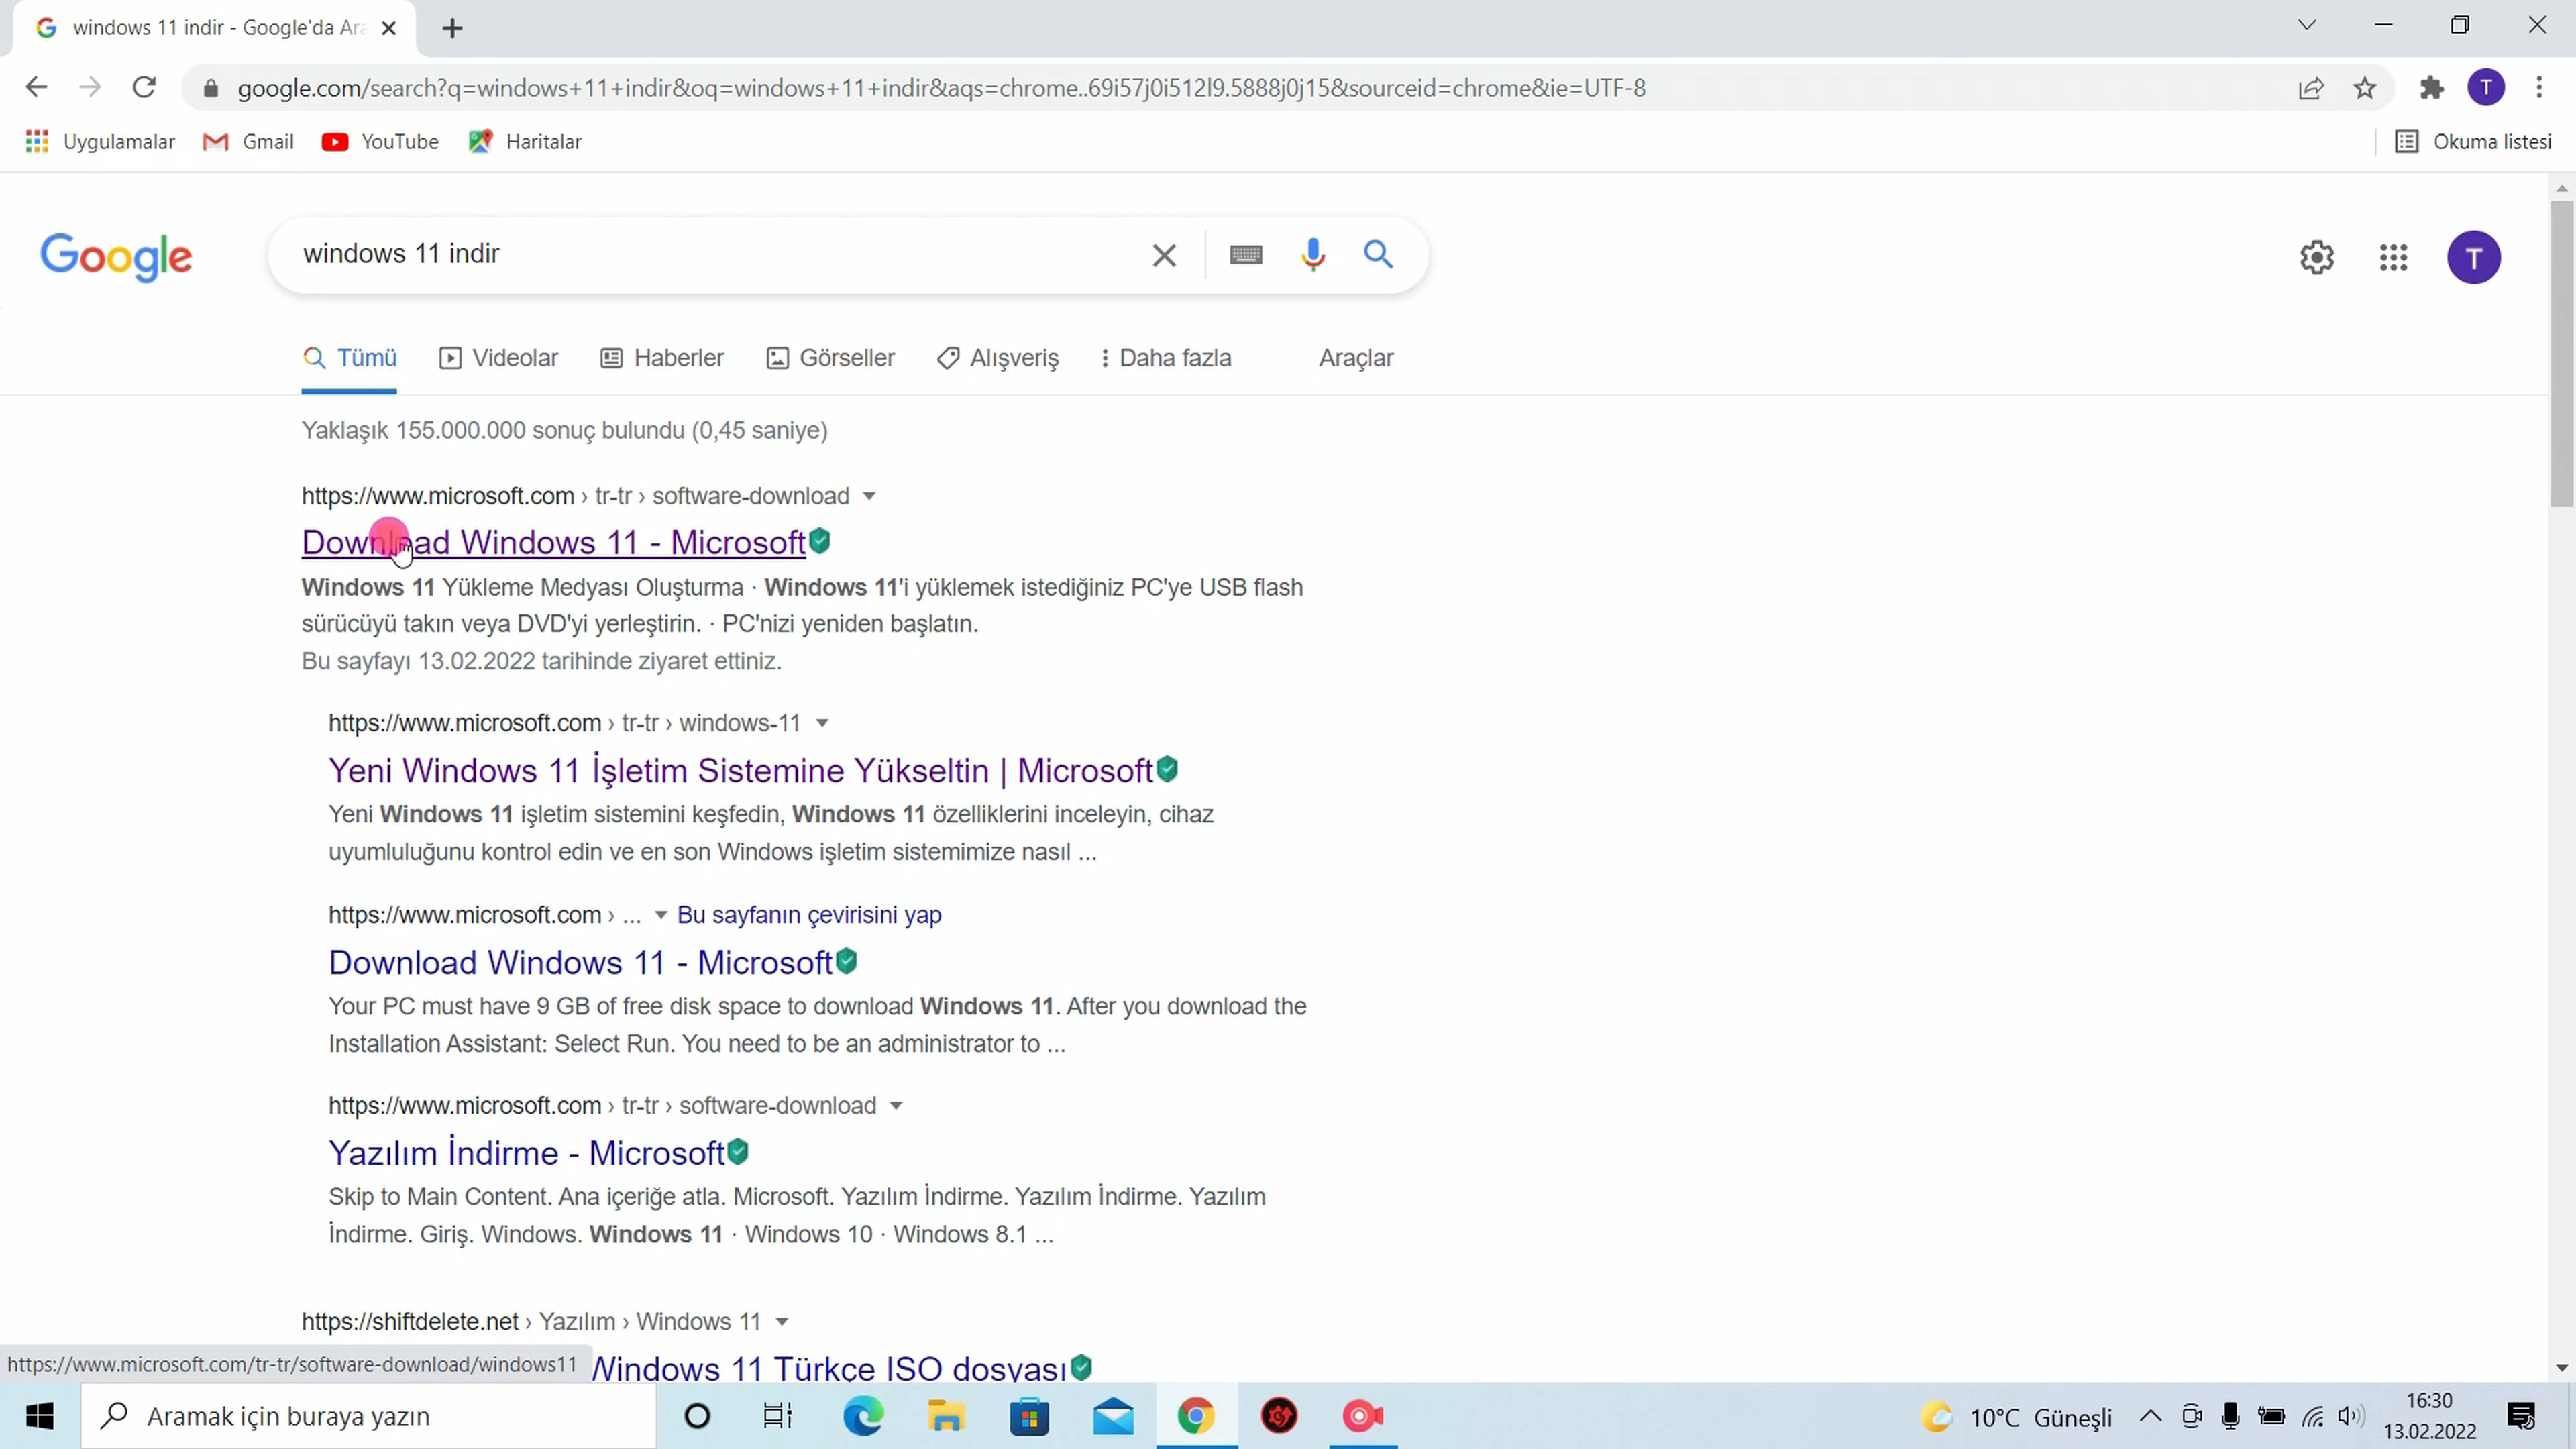 windows 11 indir - Google'da Ara
google.com/search?q=windows+11+indir&oq=windows+11+indir&aqs=chrome..69i57j0i512l9.5888j0j15&sourceid=chrome&ie=UTF-8
T
Uygulamalar
Gmail
YouTube
Haritalar
Okuma listesi
Google
windows 11 indir
T
Tümü
Videolar
Haberler
Görseller
Alışveriş
Daha fazla
Araçlar
Yaklaşık 155.000.000 sonuç bulundu (0,45 saniye)
https://www.microsoft.com › tr-tr › software-download
Download Windows 11 - Microsoft
Windows 11 Yükleme Medyası Oluşturma · Windows 11'i yüklemek istediğiniz PC'ye USB flash
sürücüyü takın veya DVD'yi yerleştirin. · PC'nizi yeniden başlatın.
Bu sayfayı 13.02.2022 tarihinde ziyaret ettiniz.
https://www.microsoft.com › tr-tr › windows-11
Yeni Windows 11 İşletim Sistemine Yükseltin | Microsoft
Yeni Windows 11 işletim sistemini keşfedin, Windows 11 özelliklerini inceleyin, cihaz
uyumluluğunu kontrol edin ve en son Windows işletim sistemimize nasıl ...
https://www.microsoft.com › ... Bu sayfanın çevirisini yap
Download Windows 11 - Microsoft
Your PC must have 9 GB of free disk space to download Windows 11. After you download the
Installation Assistant: Select Run. You need to be an administrator to ...
https://www.microsoft.com › tr-tr › software-download
Yazılım İndirme - Microsoft
Skip to Main Content. Ana içeriğe atla. Microsoft. Yazılım İndirme. Yazılım İndirme. Yazılım
İndirme. Giriş. Windows. Windows 11 · Windows 10 · Windows 8.1 ...
https://shiftdelete.net › Yazılım › Windows 11
Windows 11 Türkçe ISO dosyası
https://www.microsoft.com/tr-tr/software-download/windows11
Aramak için buraya yazın
10°C Güneşli
16:30
13.02.2022